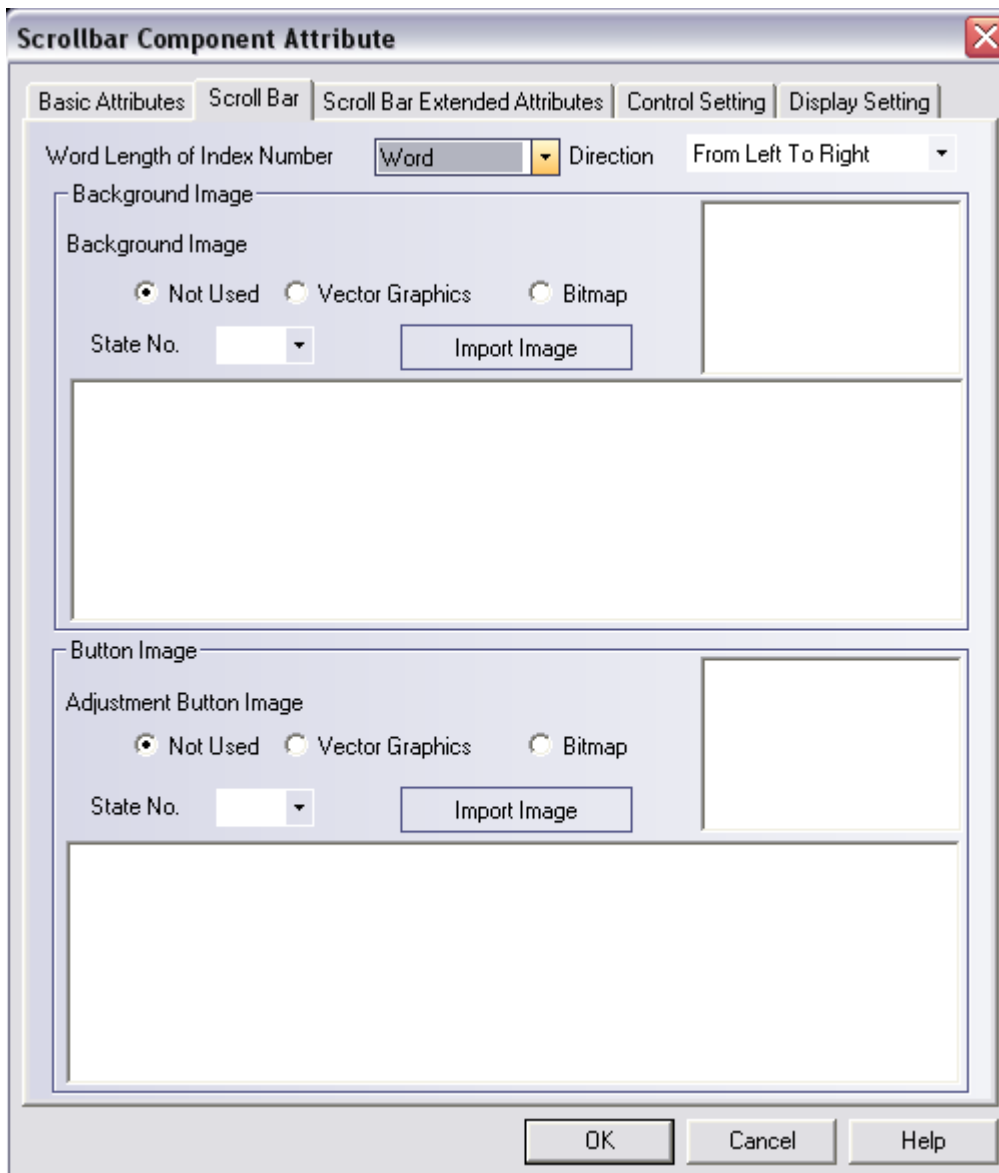 Scrollbar Component Attribute
Basic Attributes Scroll Bar Scroll Bar Extended Attributes Control Setting Display Setting
Word Length of Index Number Word Direction From Left To Right
Background Image
Background Image
Not Used Vector Graphics Bitmap
State No. Import Image
Button Image
Adjustment Button Image
Not Used Vector Graphics Bitmap
State No. Import Image
OK Cancel Help